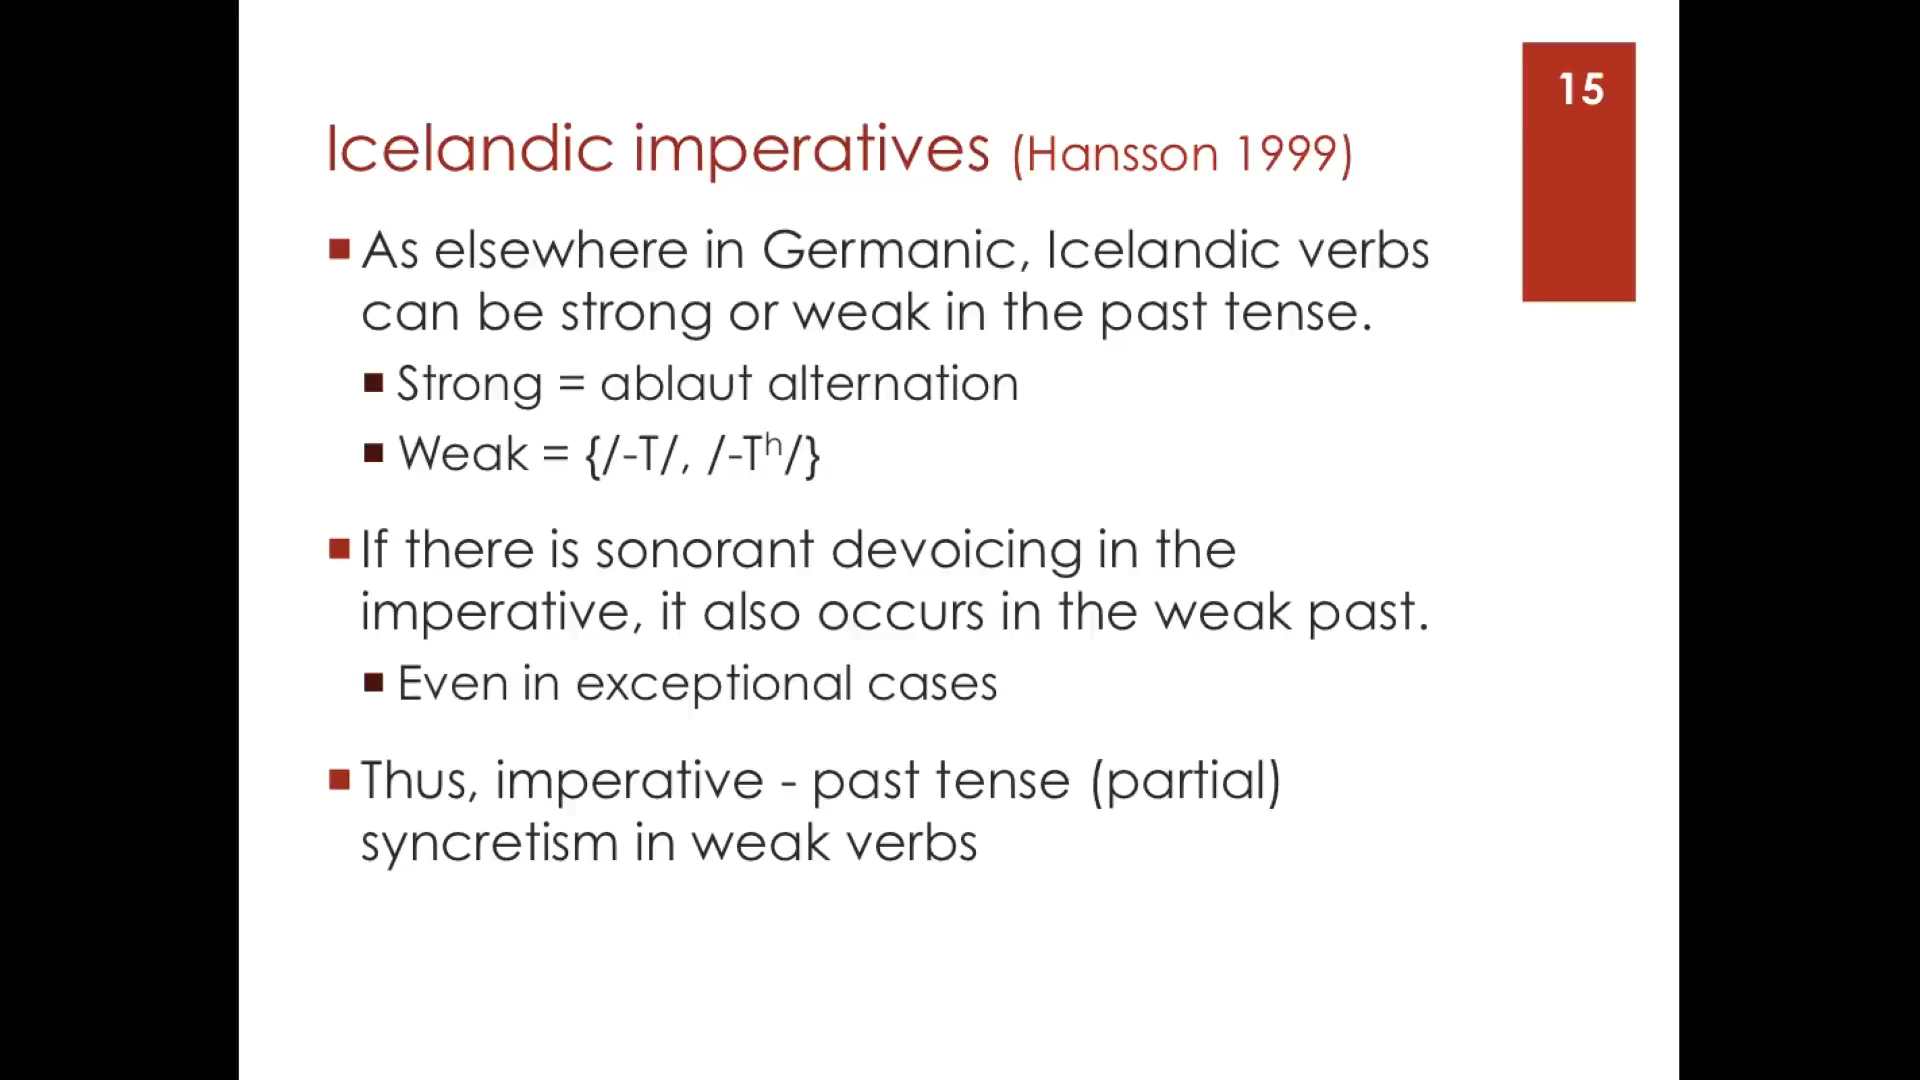 15
Icelandic imperatives (Hansson 1999)
As elsewhere in Germanic, Icelandic verbs
can be strong or weak in the past tense.
Strong = ablaut alternation
Weak = {/-T/, /-Tʰ/}
If there is sonorant devoicing in the
imperative, it also occurs in the weak past.
Even in exceptional cases
Thus, imperative - past tense (partial)
syncretism in weak verbs